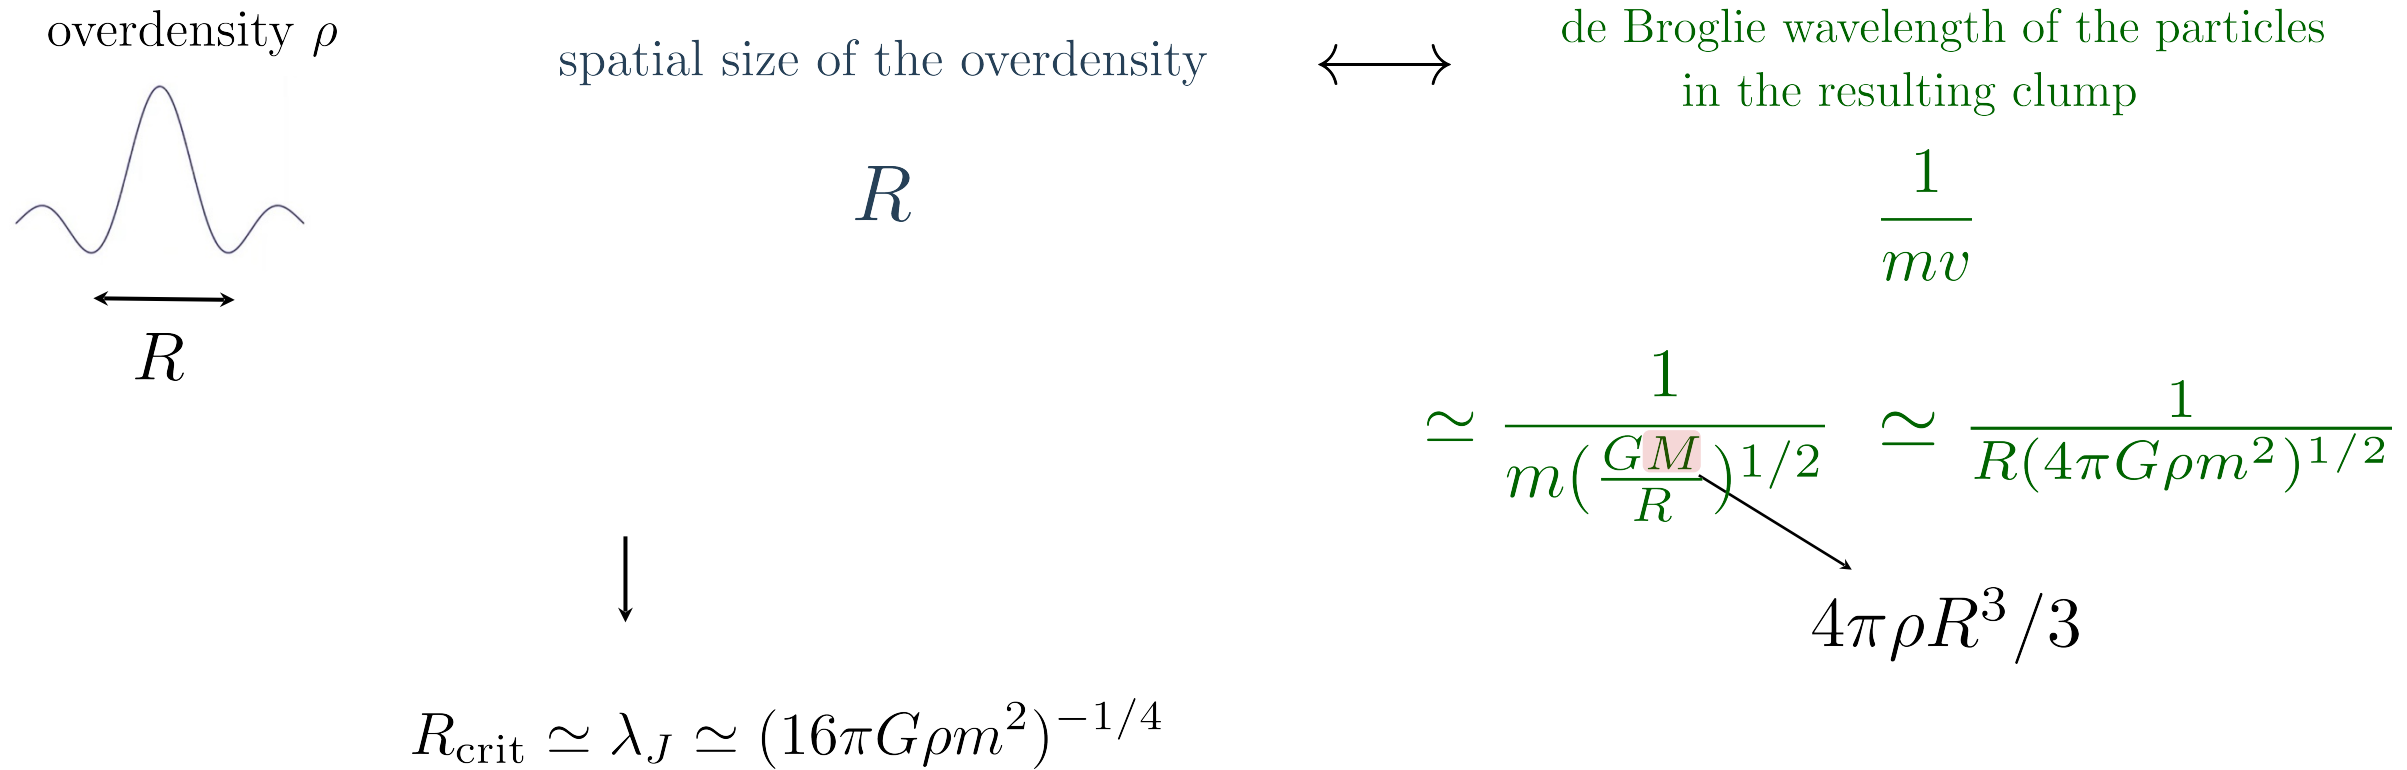 overdensity ρ
spatial size of the overdensity ⟷ de Broglie wavelength of the particles
in the resulting clump
R
R
1/(mv)
≃ 1/(m(GM/R)^{1/2}) ≃ 1/(R(4πGρm²)^{1/2})
4πρR³/3
R_crit ≃ λ_J ≃ (16πGρm²)^{−1/4}